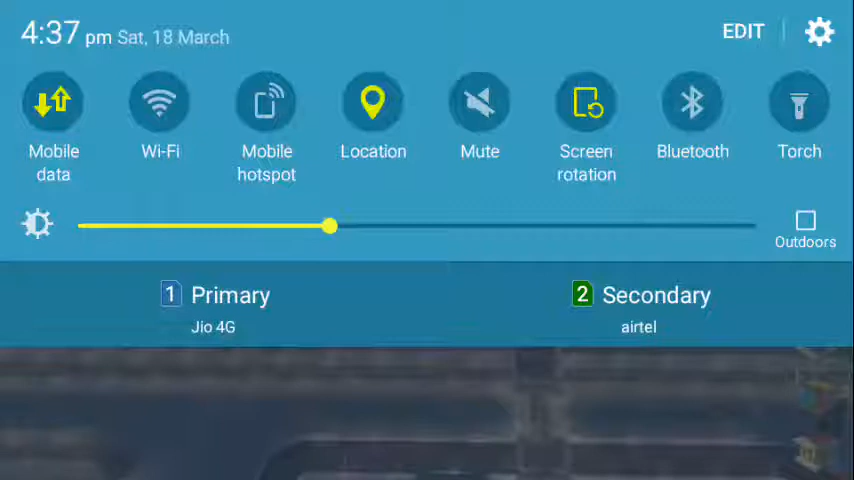 4:37 pm Sat, 18 March
EDIT
Mobile data
Wi-Fi
Mobile hotspot
Location
Mute
Screen rotation
Bluetooth
Torch
Outdoors
1 Primary
Jio 4G
2 Secondary
airtel